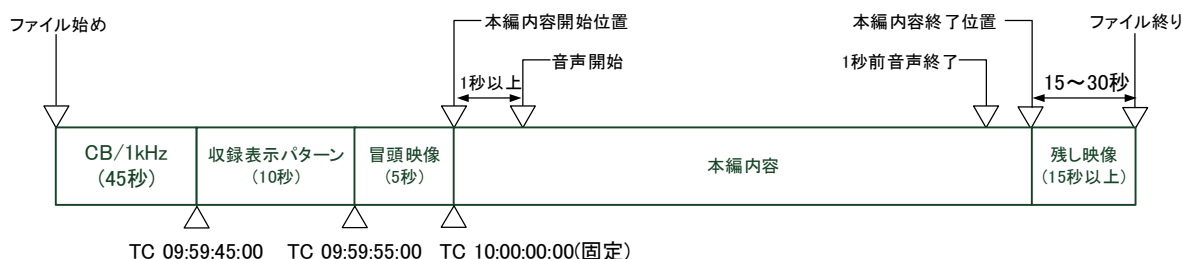 ファイル始め
本編内容開始位置
本編内容終了位置
ファイル終り
音声開始
1秒前音声終了
1秒以上
15～30秒
CB/1kHz
(45秒)
収録表示パターン
(10秒)
冒頭映像
(5秒)
本編内容
残し映像
(15秒以上)
TC 09:59:45:00
TC 09:59:55:00
TC 10:00:00:00(固定)